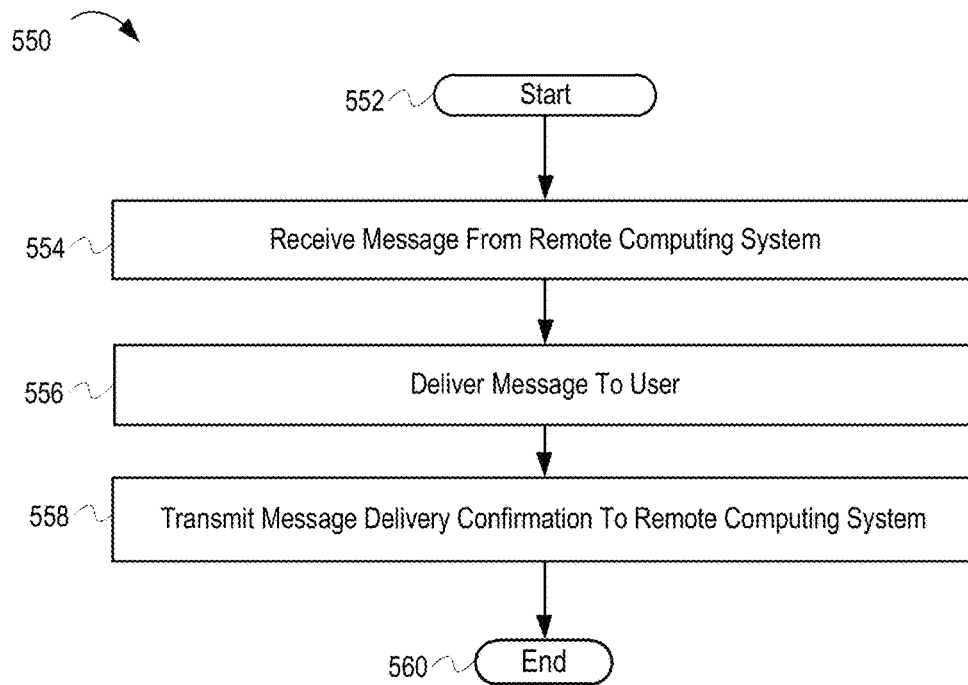 550
552 Start
554 Receive Message From Remote Computing System
556 Deliver Message To User
558 Transmit Message Delivery Confirmation To Remote Computing System
560 End